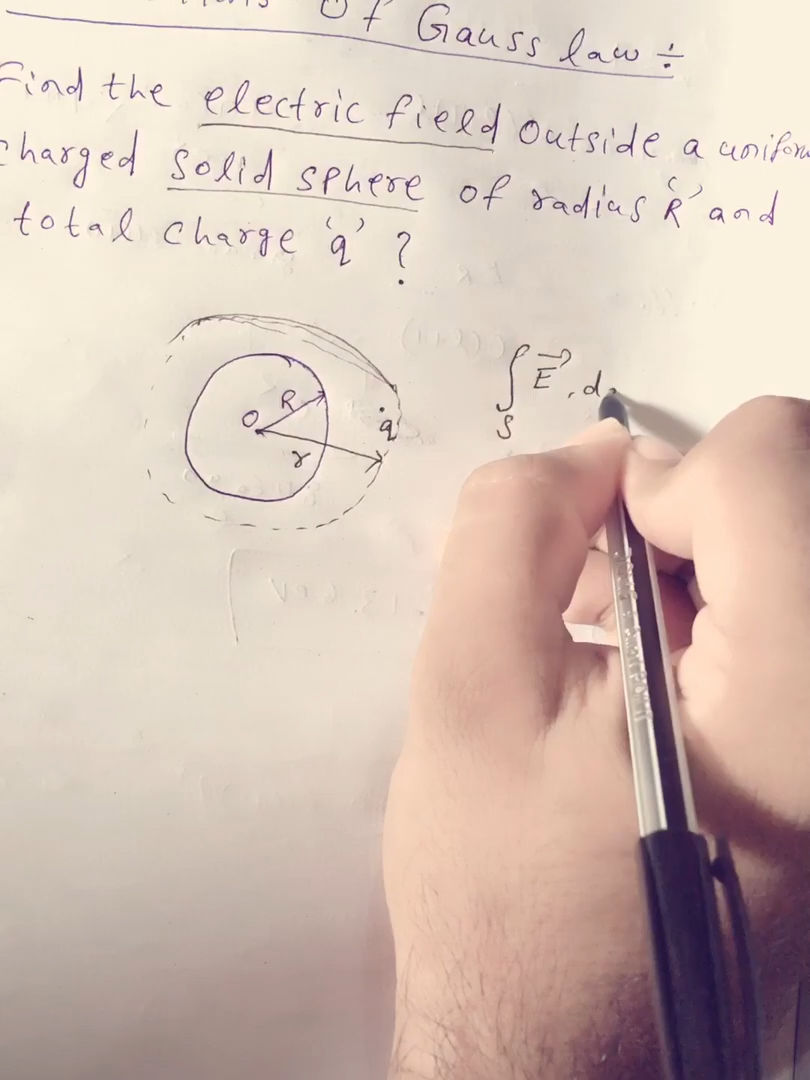 Of Gauss law ÷
Find the electric field outside a uniform
charged solid sphere of radius 'R' and
total charge 'q' ?
R
O
q
r
∫ E⃗ . d
S